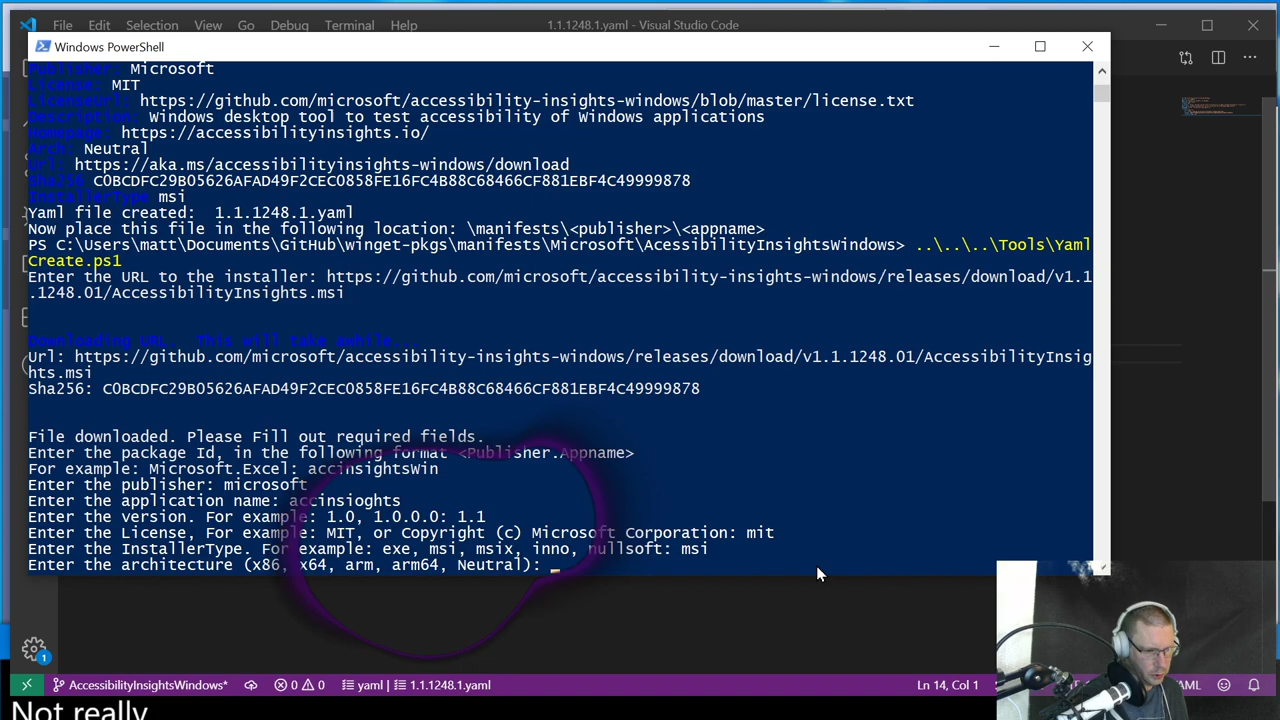 File Edit Selection View Go Debug Terminal Help 1.1.1248.1.yaml - Visual Studio Code
Windows PowerShell
Publisher: Microsoft
License: MIT
LicenseUrl: https://github.com/microsoft/accessibility-insights-windows/blob/master/license.txt
Description: Windows desktop tool to test accessibility of Windows applications
Homepage: https://accessibilityinsights.io/
Arch: Neutral
Url: https://aka.ms/accessibilityinsights-windows/download
Sha256 C0BCDFC29B05626AFAD49F2CEC0858FE16FC4B88C68466CF881EBF4C49999878
InstallerType msi
Yaml file created:  1.1.1248.1.yaml
Now place this file in the following location: \manifests\<publisher>\<appname>
PS C:\Users\matt\Documents\GitHub\winget-pkgs\manifests\Microsoft\AcessibilityInsightsWindows> ..\..\..\Tools\Yaml
Create.ps1
Enter the URL to the installer: https://github.com/microsoft/accessibility-insights-windows/releases/download/v1.1
.1248.01/AccessibilityInsights.msi
Downloading URL.  This will take awhile...
Url: https://github.com/microsoft/accessibility-insights-windows/releases/download/v1.1.1248.01/AccessibilityInsig
hts.msi
Sha256: C0BCDFC29B05626AFAD49F2CEC0858FE16FC4B88C68466CF881EBF4C49999878
File downloaded. Please Fill out required fields.
Enter the package Id, in the following format <Publisher.Appname>
For example: Microsoft.Excel: accinsightsWin
Enter the publisher: microsoft
Enter the application name: accinsioghts
Enter the version. For example: 1.0, 1.0.0.0: 1.1
Enter the License, For example: MIT, or Copyright (c) Microsoft Corporation: mit
Enter the InstallerType. For example: exe, msi, msix, inno, nullsoft: msi
Enter the architecture (x86, x64, arm, arm64, Neutral):
1
AccessibilityInsightsWindows* 0 0 yaml | 1.1.1248.1.yaml Ln 14, Col 1 YAML
Not really